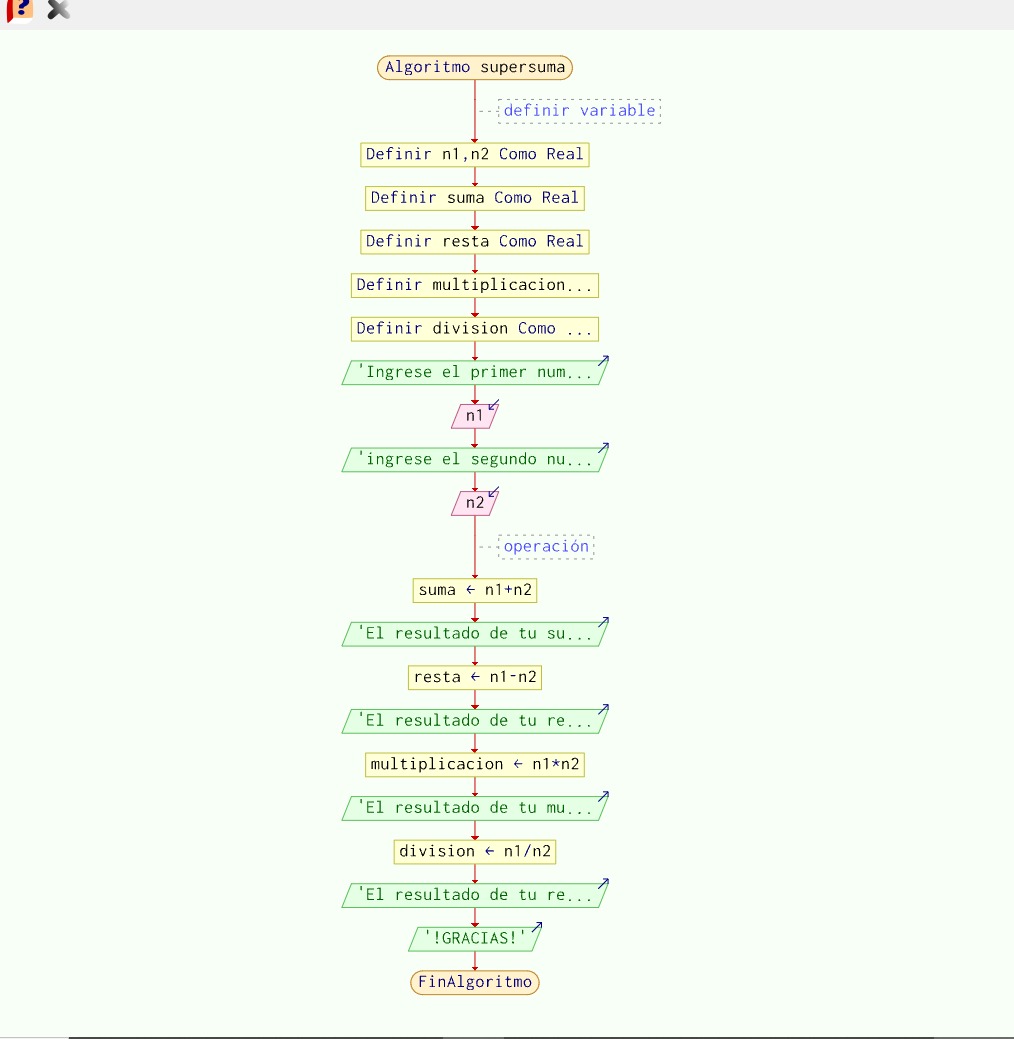 Algoritmo supersuma
definir variable
Definir n1,n2 Como Real
Definir suma Como Real
Definir resta Como Real
Definir multiplicacion...
Definir division Como ...
'Ingrese el primer num...
n1
'ingrese el segundo nu...
n2
operación
suma ← n1+n2
'El resultado de tu su...
resta ← n1-n2
'El resultado de tu re...
multiplicacion ← n1*n2
'El resultado de tu mu...
division ← n1/n2
'El resultado de tu re...
'!GRACIAS!'
FinAlgoritmo